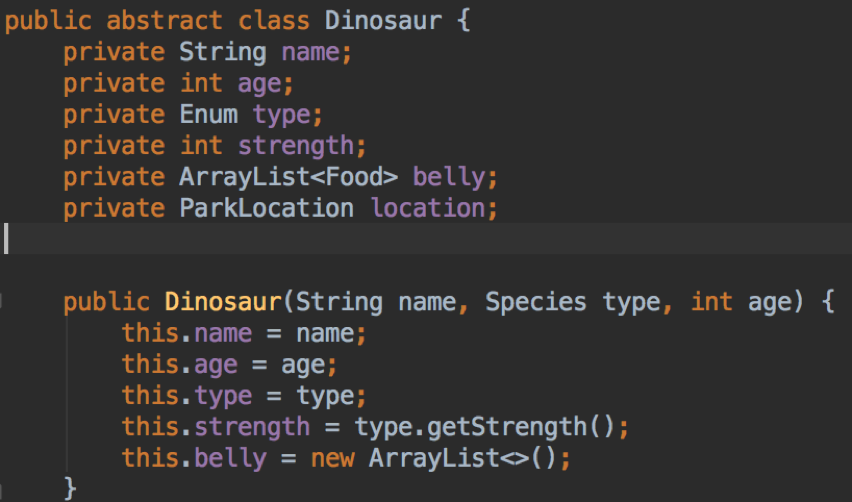 public abstract class Dinosaur {
    private String name;
    private int age;
    private Enum type;
    private int strength;
    private ArrayList<Food> belly;
    private ParkLocation location;
    public Dinosaur(String name, Species type, int age) {
        this.name = name;
        this.age = age;
        this.type = type;
        this.strength = type.getStrength();
        this.belly = new ArrayList<>();
    }